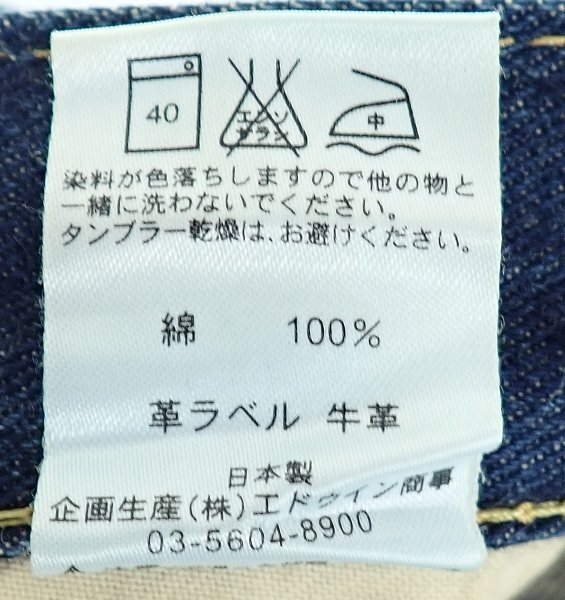 40
エンソ
サラシ
中
染料が色落ちしますので他の物と
一緒に洗わないでください。
タンブラー乾燥は、お避けください。
綿 100%
革ラベル 牛革
日本製
企画生産(株)エドウイン商事
03-5604-8900